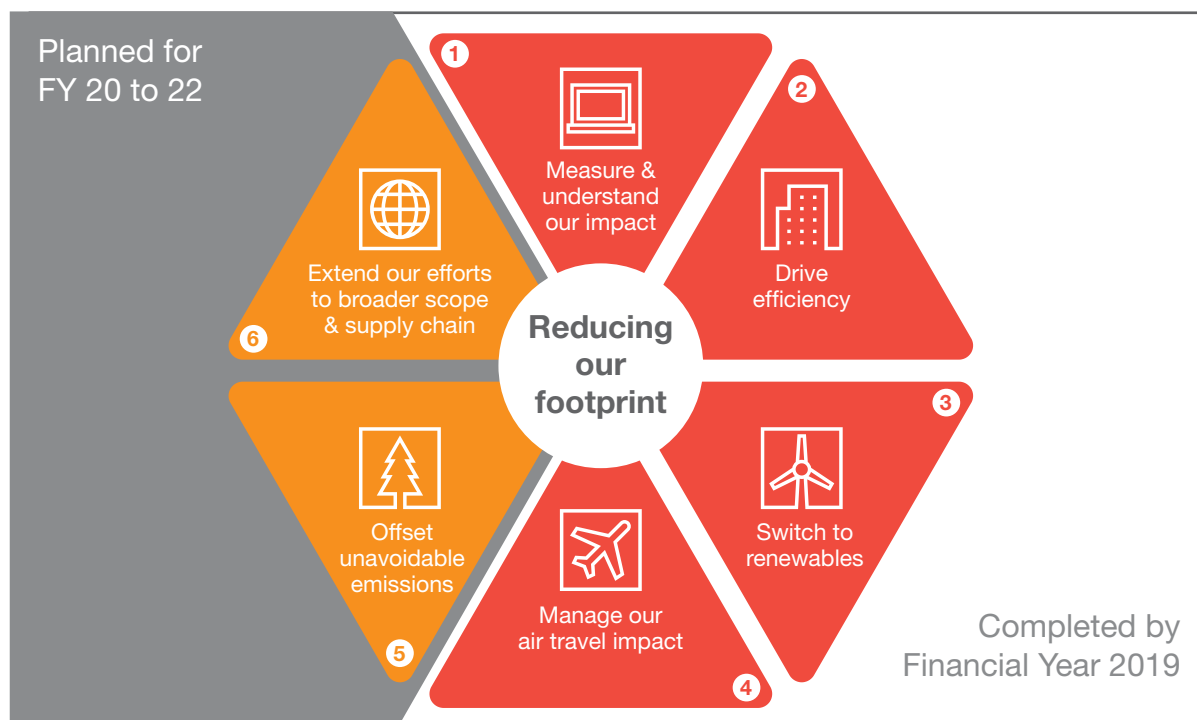 Planned for
FY 20 to 22
1
Measure &
understand
our impact
2
Drive
efficiency
3
Switch to
renewables
4
Manage our
air travel impact
5
Offset
unavoidable
emissions
6
Extend our efforts
to broader scope
& supply chain
Reducing
our
footprint
Completed by
Financial Year 2019